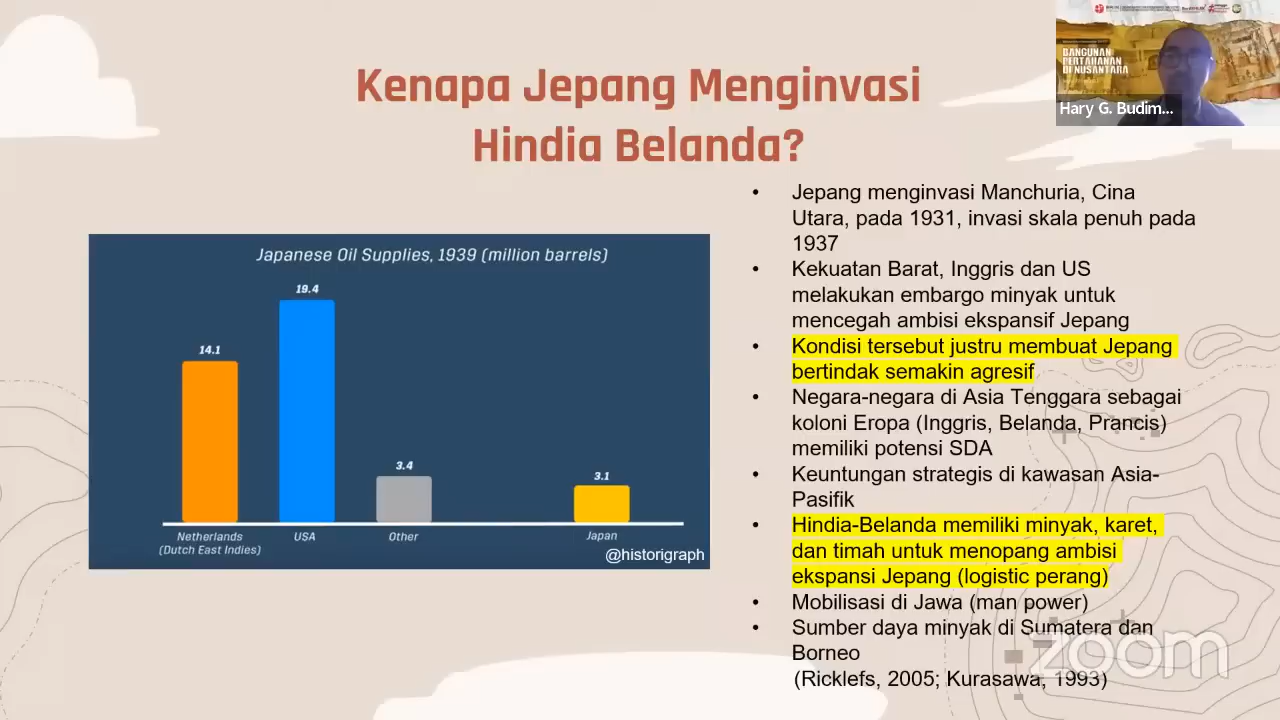 BANGUNAN
PERTAHANAN
DI NUSANTARA
Hary G. Budim...
Kenapa Jepang Menginvasi
Hindia Belanda?
Japanese Oil Supplies, 1939 (million barrels)
14.1
19.4
3.4
3.1
Netherlands
(Dutch East Indies)
USA
Other
Japan
@historigraph
• Jepang menginvasi Manchuria, Cina
Utara, pada 1931, invasi skala penuh pada
1937
• Kekuatan Barat, Inggris dan US
melakukan embargo minyak untuk
mencegah ambisi ekspansif Jepang
• Kondisi tersebut justru membuat Jepang
bertindak semakin agresif
• Negara-negara di Asia Tenggara sebagai
koloni Eropa (Inggris, Belanda, Prancis)
memiliki potensi SDA
• Keuntungan strategis di kawasan Asia-
Pasifik
• Hindia-Belanda memiliki minyak, karet,
dan timah untuk menopang ambisi
ekspansi Jepang (logistic perang)
• Mobilisasi di Jawa (man power)
• Sumber daya minyak di Sumatera dan
Borneo
(Ricklefs, 2005; Kurasawa, 1993)
zoom